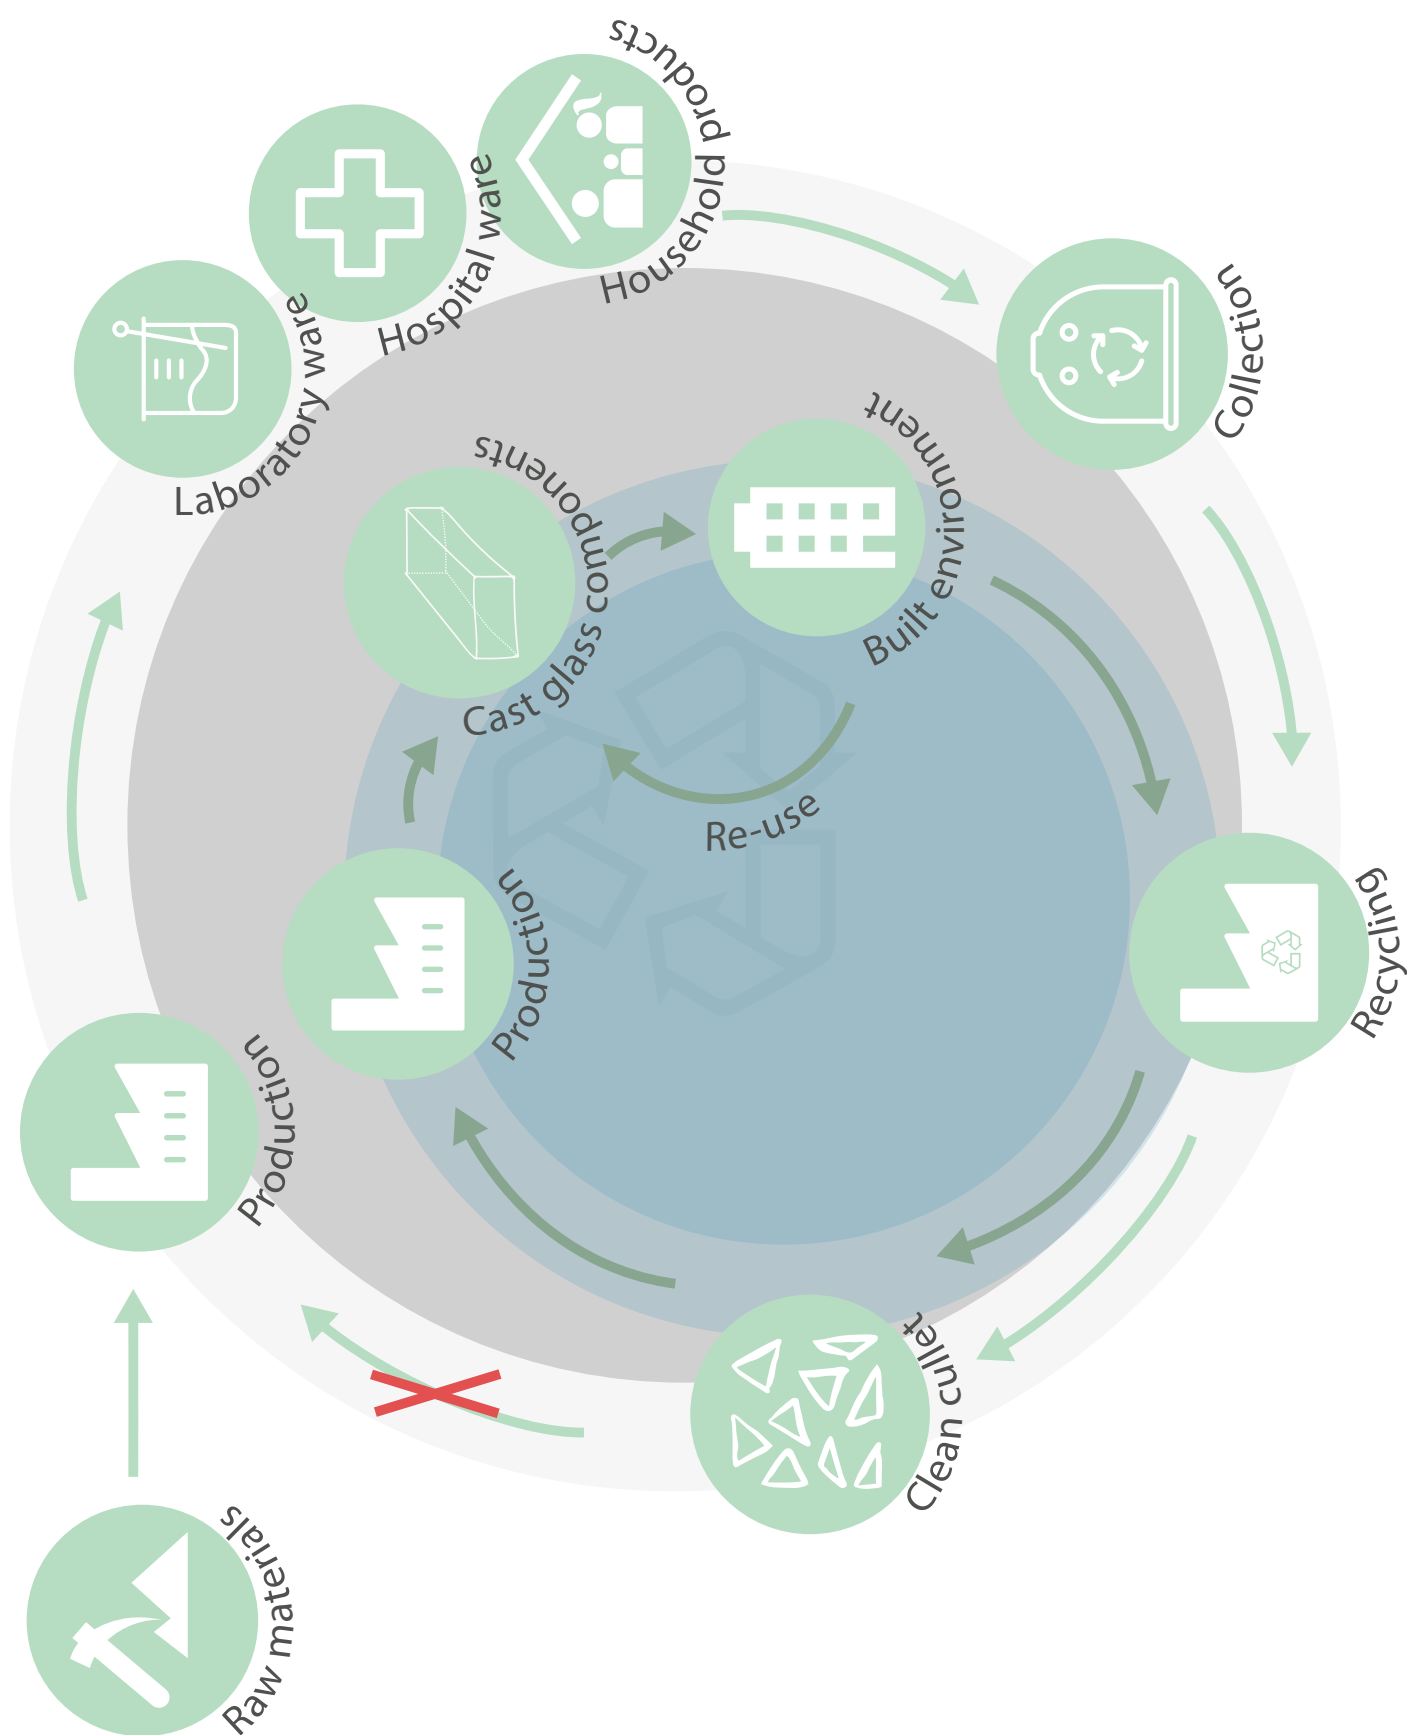 Household products
Hospital ware
Laboratory ware
Collection
Built environment
Cast glass components
Re-use
Production
Recycling
Production
Clean cullet
Raw materials